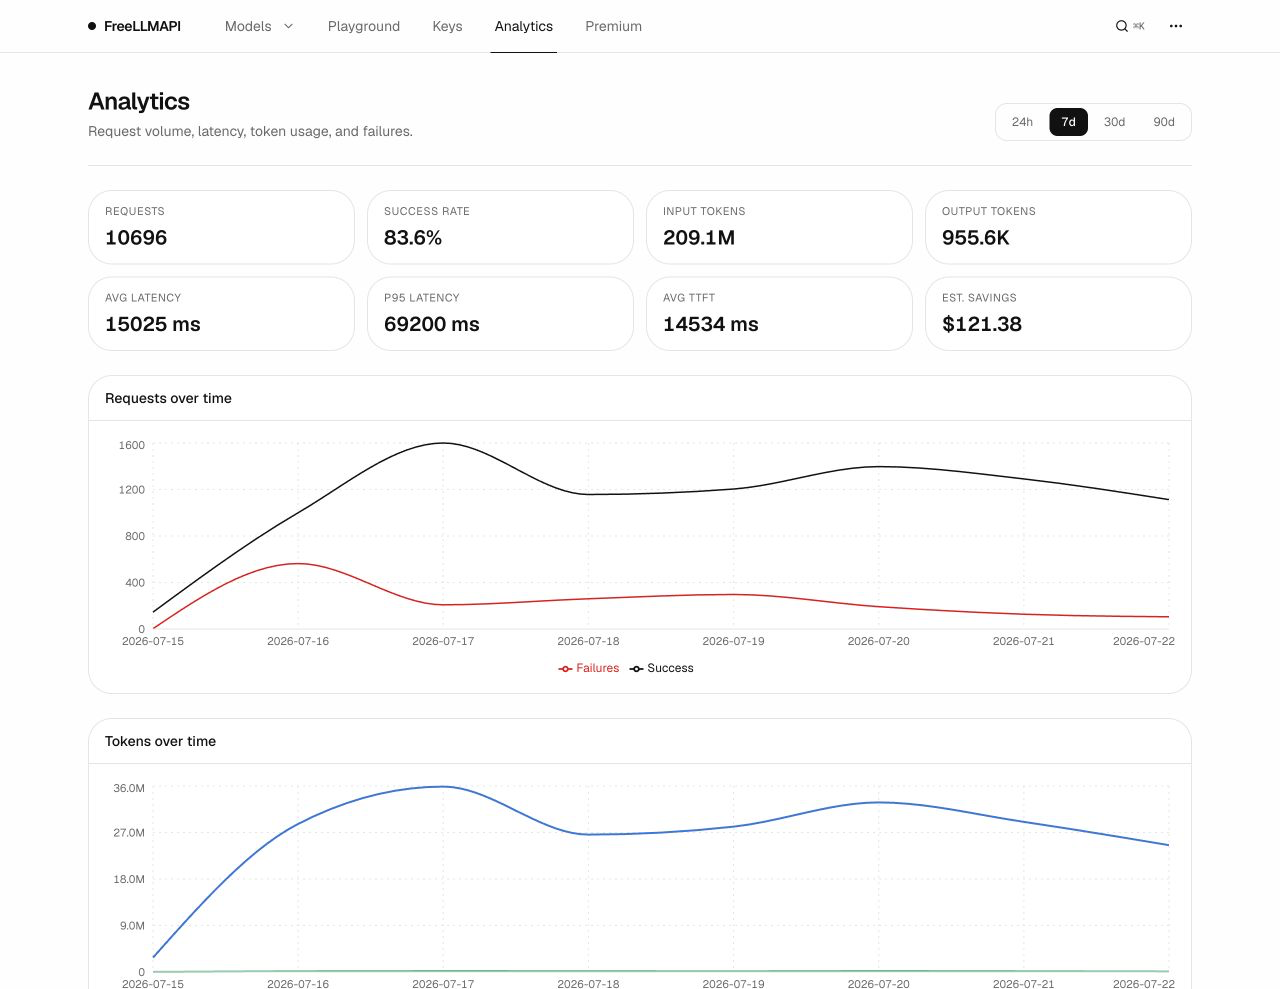 FreeLLMAPI Models Playground Keys Analytics Premium ⌘K
Analytics
Request volume, latency, token usage, and failures.
24h 7d 30d 90d
REQUESTS SUCCESS RATE INPUT TOKENS OUTPUT TOKENS
10696 83.6% 209.1M 955.6K
AVG LATENCY P95 LATENCY AVG TTFT EST. SAVINGS
15025 ms 69200 ms 14534 ms $121.38
Requests over time
1600
1200
800
400
0
2026-07-15 2026-07-16 2026-07-17 2026-07-18 2026-07-19 2026-07-20 2026-07-21 2026-07-22
Failures Success
Tokens over time
36.0M
27.0M
18.0M
9.0M
0
2026-07-15 2026-07-16 2026-07-17 2026-07-18 2026-07-19 2026-07-20 2026-07-21 2026-07-22